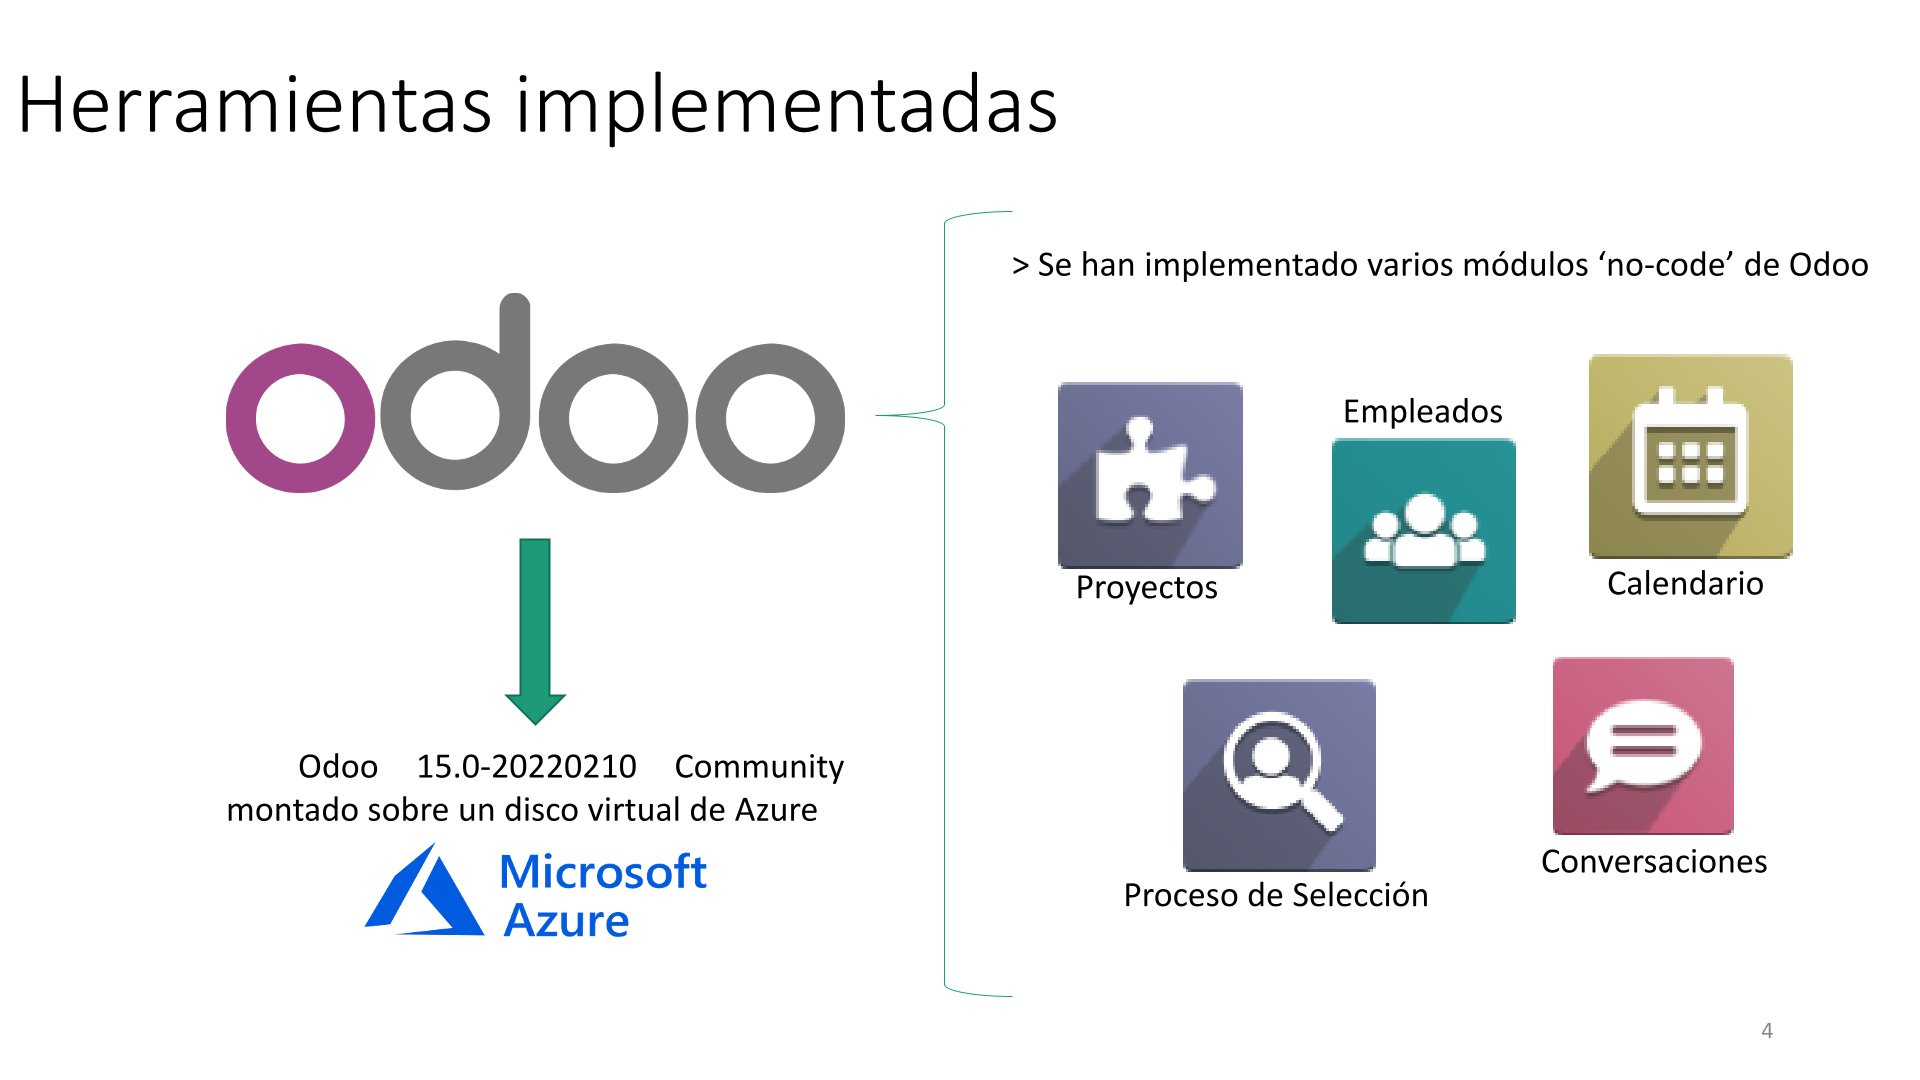 Herramientas implementadas
odoo
Odoo 15.0-20220210 Community
montado sobre un disco virtual de Azure
Microsoft
Azure
> Se han implementado varios módulos ‘no-code’ de Odoo
Proyectos
Empleados
Calendario
Proceso de Selección
Conversaciones
4